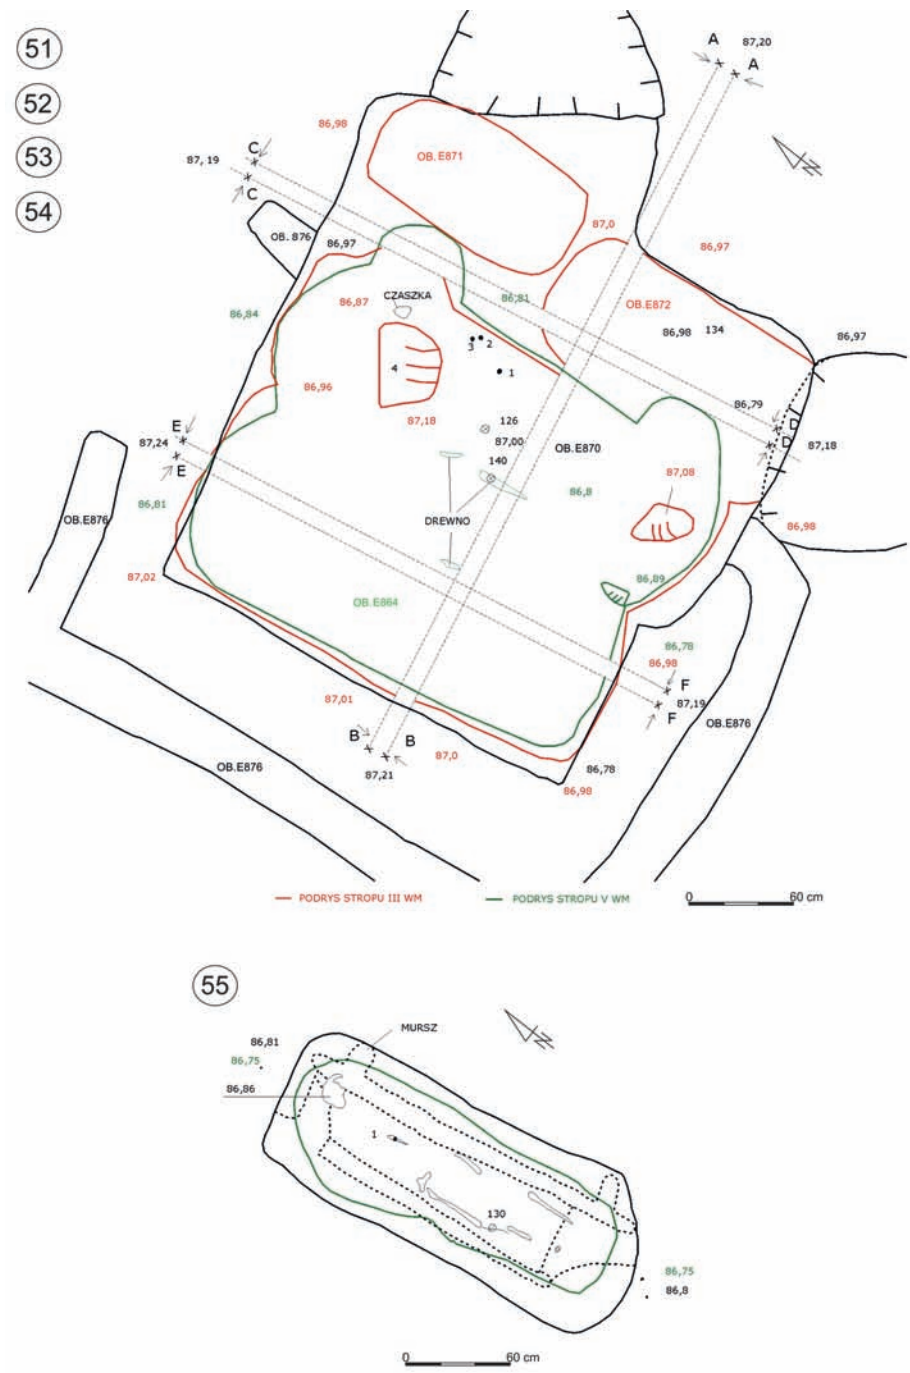 51
52
53
54
A
87,20
A
86,98
C
87, 19
C
OB.E871
OB. 876
86,97
87,0
86,97
86,84
86,87
CZASZKA
86,81
OB.E872
86,98 134
86,97
3 2
4
1
86,96
86,79
D
D
87,18
87,18
126
87,00
OB.E870
E
87,24
E
140
86,8
87,08
86,81
OB.E876
DREWNO
86,98
87,02
OB.E864
86,89
86,78
86,98
F
87,19
F
87,01
OB.E876
B
B
87,0
87,21
86,78
86,98
OB.E876
PODRYS STROPU III WM
PODRYS STROPU V WM
0 60 cm
55
MURSZ
N
N
86,81
86,75
86,86
1
130
86,75
86,8
0 60 cm